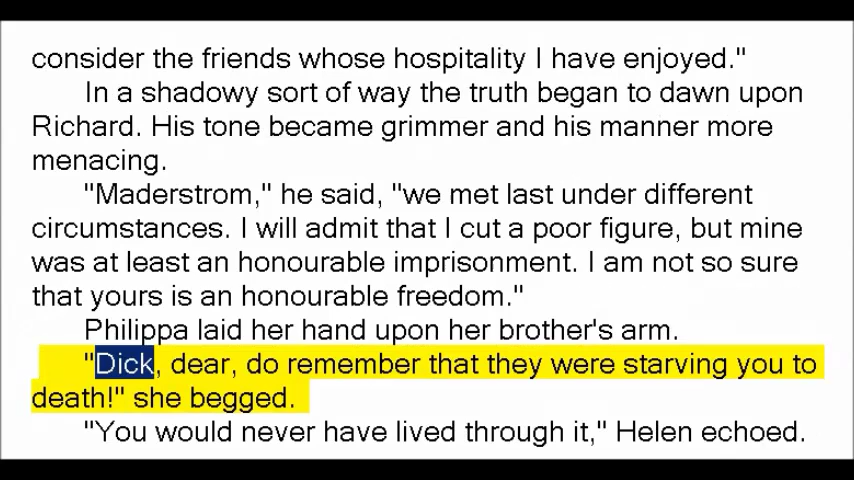 consider the friends whose hospitality I have enjoyed."
In a shadowy sort of way the truth began to dawn upon
Richard. His tone became grimmer and his manner more
menacing.
"Maderstrom," he said, "we met last under different
circumstances. I will admit that I cut a poor figure, but mine
was at least an honourable imprisonment. I am not so sure
that yours is an honourable freedom."
Philippa laid her hand upon her brother's arm.
"Dick, dear, do remember that they were starving you to
death!" she begged.
"You would never have lived through it," Helen echoed.